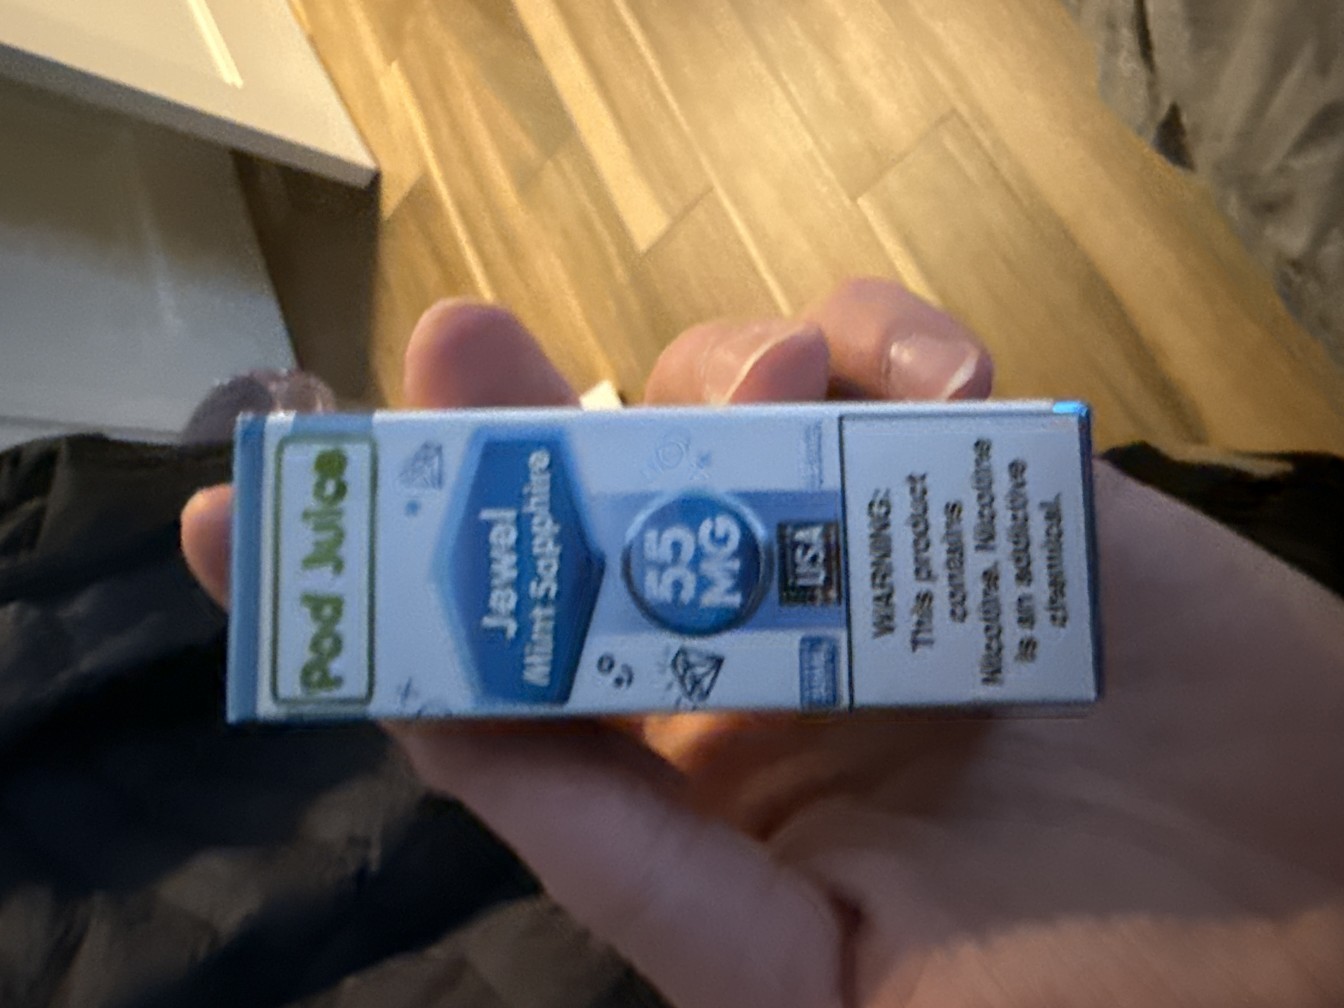 Pod Juice
Jewel
Mint Sapphire
55
MG
USA
WARNING:
This product
contains
Nicotine. Nicotine
is an addictive
chemical.